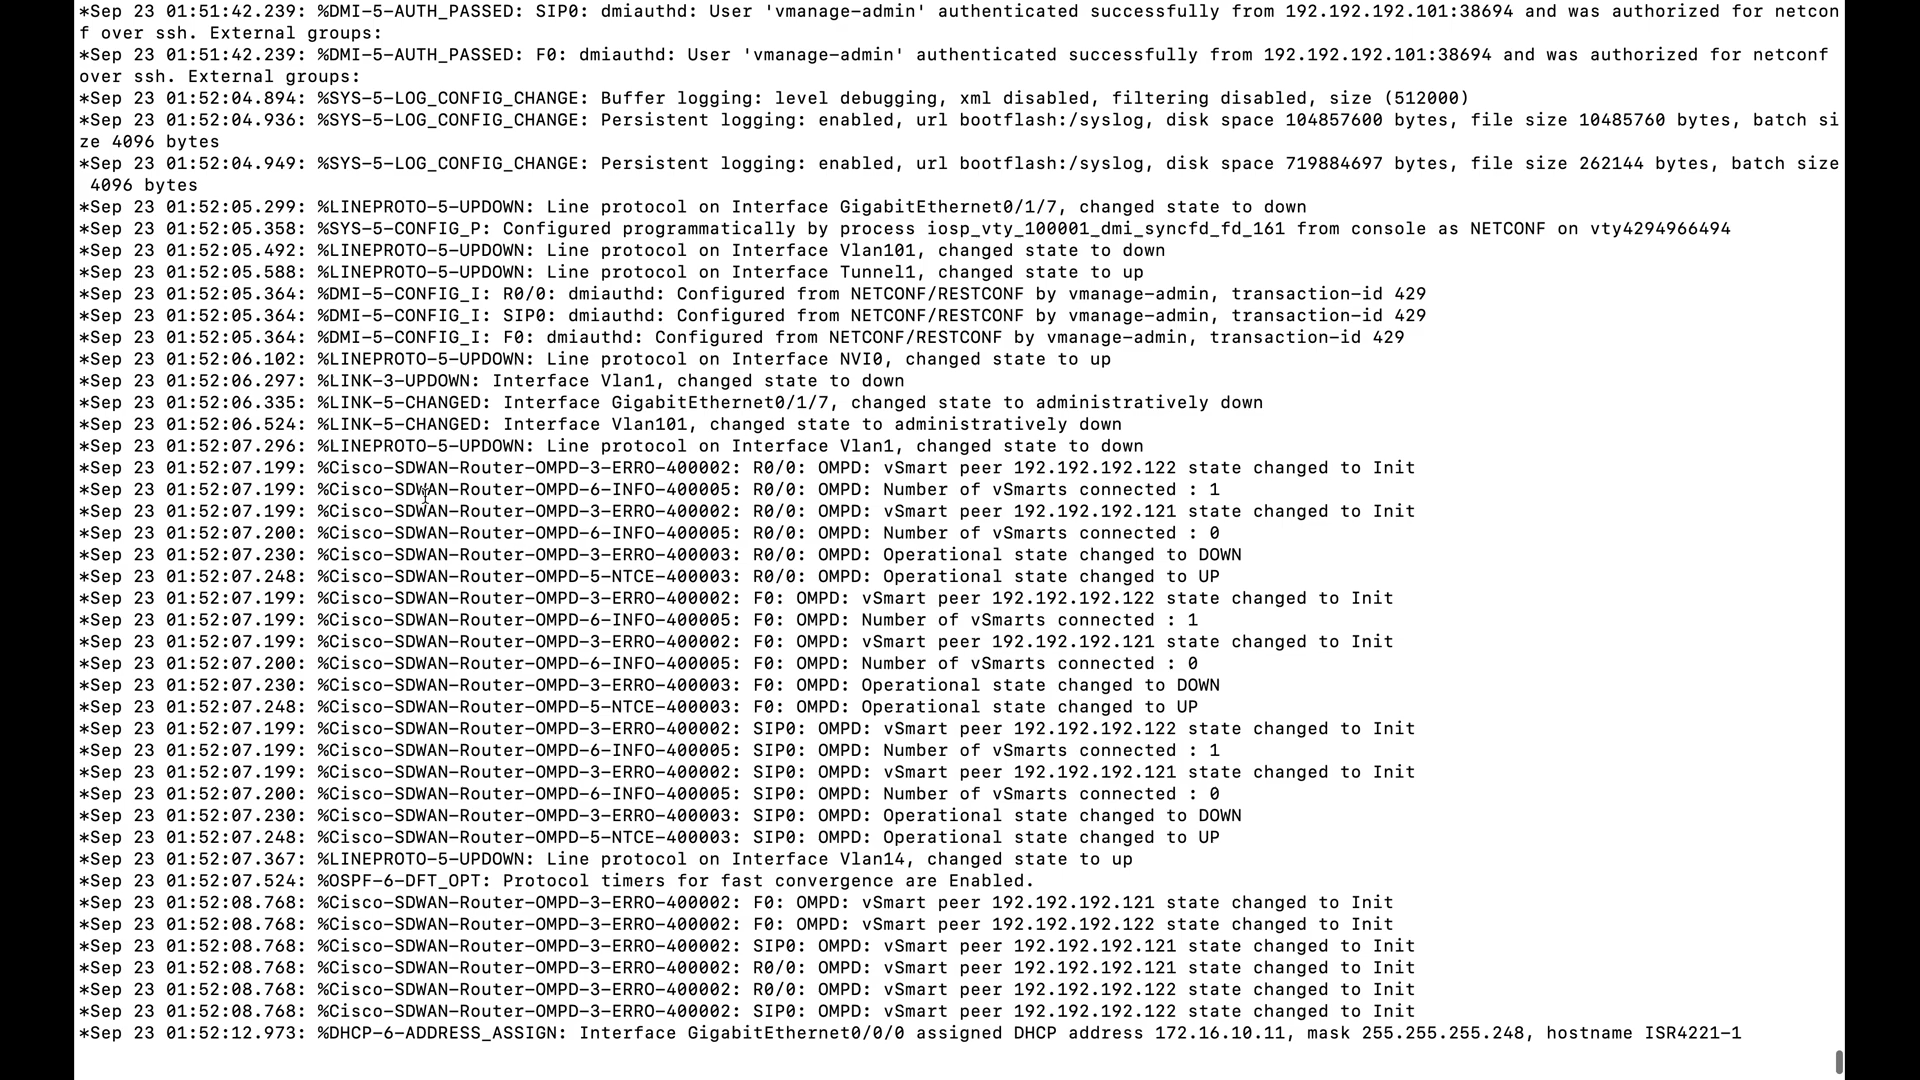 *Sep 23 01:51:42.239: %DMI-5-AUTH_PASSED: SIP0: dmiauthd: User 'vmanage-admin' authenticated successfully from 192.192.192.101:38694 and was authorized for netcon
f over ssh. External groups:
*Sep 23 01:51:42.239: %DMI-5-AUTH_PASSED: F0: dmiauthd: User 'vmanage-admin' authenticated successfully from 192.192.192.101:38694 and was authorized for netconf
over ssh. External groups:
*Sep 23 01:52:04.894: %SYS-5-LOG_CONFIG_CHANGE: Buffer logging: level debugging, xml disabled, filtering disabled, size (512000)
*Sep 23 01:52:04.936: %SYS-5-LOG_CONFIG_CHANGE: Persistent logging: enabled, url bootflash:/syslog, disk space 104857600 bytes, file size 10485760 bytes, batch si
ze 4096 bytes
*Sep 23 01:52:04.949: %SYS-5-LOG_CONFIG_CHANGE: Persistent logging: enabled, url bootflash:/syslog, disk space 719884697 bytes, file size 262144 bytes, batch size
 4096 bytes
*Sep 23 01:52:05.299: %LINEPROTO-5-UPDOWN: Line protocol on Interface GigabitEthernet0/1/7, changed state to down
*Sep 23 01:52:05.358: %SYS-5-CONFIG_P: Configured programmatically by process iosp_vty_100001_dmi_syncfd_fd_161 from console as NETCONF on vty4294966494
*Sep 23 01:52:05.492: %LINEPROTO-5-UPDOWN: Line protocol on Interface Vlan101, changed state to down
*Sep 23 01:52:05.588: %LINEPROTO-5-UPDOWN: Line protocol on Interface Tunnel1, changed state to up
*Sep 23 01:52:05.364: %DMI-5-CONFIG_I: R0/0: dmiauthd: Configured from NETCONF/RESTCONF by vmanage-admin, transaction-id 429
*Sep 23 01:52:05.364: %DMI-5-CONFIG_I: SIP0: dmiauthd: Configured from NETCONF/RESTCONF by vmanage-admin, transaction-id 429
*Sep 23 01:52:05.364: %DMI-5-CONFIG_I: F0: dmiauthd: Configured from NETCONF/RESTCONF by vmanage-admin, transaction-id 429
*Sep 23 01:52:06.102: %LINEPROTO-5-UPDOWN: Line protocol on Interface NVI0, changed state to up
*Sep 23 01:52:06.297: %LINK-3-UPDOWN: Interface Vlan1, changed state to down
*Sep 23 01:52:06.335: %LINK-5-CHANGED: Interface GigabitEthernet0/1/7, changed state to administratively down
*Sep 23 01:52:06.524: %LINK-5-CHANGED: Interface Vlan101, changed state to administratively down
*Sep 23 01:52:07.296: %LINEPROTO-5-UPDOWN: Line protocol on Interface Vlan1, changed state to down
*Sep 23 01:52:07.199: %Cisco-SDWAN-Router-OMPD-3-ERRO-400002: R0/0: OMPD: vSmart peer 192.192.192.122 state changed to Init
*Sep 23 01:52:07.199: %Cisco-SDWAN-Router-OMPD-6-INFO-400005: R0/0: OMPD: Number of vSmarts connected : 1
*Sep 23 01:52:07.199: %Cisco-SDWAN-Router-OMPD-3-ERRO-400002: R0/0: OMPD: vSmart peer 192.192.192.121 state changed to Init
*Sep 23 01:52:07.200: %Cisco-SDWAN-Router-OMPD-6-INFO-400005: R0/0: OMPD: Number of vSmarts connected : 0
*Sep 23 01:52:07.230: %Cisco-SDWAN-Router-OMPD-3-ERRO-400003: R0/0: OMPD: Operational state changed to DOWN
*Sep 23 01:52:07.248: %Cisco-SDWAN-Router-OMPD-5-NTCE-400003: R0/0: OMPD: Operational state changed to UP
*Sep 23 01:52:07.199: %Cisco-SDWAN-Router-OMPD-3-ERRO-400002: F0: OMPD: vSmart peer 192.192.192.122 state changed to Init
*Sep 23 01:52:07.199: %Cisco-SDWAN-Router-OMPD-6-INFO-400005: F0: OMPD: Number of vSmarts connected : 1
*Sep 23 01:52:07.199: %Cisco-SDWAN-Router-OMPD-3-ERRO-400002: F0: OMPD: vSmart peer 192.192.192.121 state changed to Init
*Sep 23 01:52:07.200: %Cisco-SDWAN-Router-OMPD-6-INFO-400005: F0: OMPD: Number of vSmarts connected : 0
*Sep 23 01:52:07.230: %Cisco-SDWAN-Router-OMPD-3-ERRO-400003: F0: OMPD: Operational state changed to DOWN
*Sep 23 01:52:07.248: %Cisco-SDWAN-Router-OMPD-5-NTCE-400003: F0: OMPD: Operational state changed to UP
*Sep 23 01:52:07.199: %Cisco-SDWAN-Router-OMPD-3-ERRO-400002: SIP0: OMPD: vSmart peer 192.192.192.122 state changed to Init
*Sep 23 01:52:07.199: %Cisco-SDWAN-Router-OMPD-6-INFO-400005: SIP0: OMPD: Number of vSmarts connected : 1
*Sep 23 01:52:07.199: %Cisco-SDWAN-Router-OMPD-3-ERRO-400002: SIP0: OMPD: vSmart peer 192.192.192.121 state changed to Init
*Sep 23 01:52:07.200: %Cisco-SDWAN-Router-OMPD-6-INFO-400005: SIP0: OMPD: Number of vSmarts connected : 0
*Sep 23 01:52:07.230: %Cisco-SDWAN-Router-OMPD-3-ERRO-400003: SIP0: OMPD: Operational state changed to DOWN
*Sep 23 01:52:07.248: %Cisco-SDWAN-Router-OMPD-5-NTCE-400003: SIP0: OMPD: Operational state changed to UP
*Sep 23 01:52:07.367: %LINEPROTO-5-UPDOWN: Line protocol on Interface Vlan14, changed state to up
*Sep 23 01:52:07.524: %OSPF-6-DFT_OPT: Protocol timers for fast convergence are Enabled.
*Sep 23 01:52:08.768: %Cisco-SDWAN-Router-OMPD-3-ERRO-400002: F0: OMPD: vSmart peer 192.192.192.121 state changed to Init
*Sep 23 01:52:08.768: %Cisco-SDWAN-Router-OMPD-3-ERRO-400002: F0: OMPD: vSmart peer 192.192.192.122 state changed to Init
*Sep 23 01:52:08.768: %Cisco-SDWAN-Router-OMPD-3-ERRO-400002: SIP0: OMPD: vSmart peer 192.192.192.121 state changed to Init
*Sep 23 01:52:08.768: %Cisco-SDWAN-Router-OMPD-3-ERRO-400002: R0/0: OMPD: vSmart peer 192.192.192.121 state changed to Init
*Sep 23 01:52:08.768: %Cisco-SDWAN-Router-OMPD-3-ERRO-400002: R0/0: OMPD: vSmart peer 192.192.192.122 state changed to Init
*Sep 23 01:52:08.768: %Cisco-SDWAN-Router-OMPD-3-ERRO-400002: SIP0: OMPD: vSmart peer 192.192.192.122 state changed to Init
*Sep 23 01:52:12.973: %DHCP-6-ADDRESS_ASSIGN: Interface GigabitEthernet0/0/0 assigned DHCP address 172.16.10.11, mask 255.255.255.248, hostname ISR4221-1